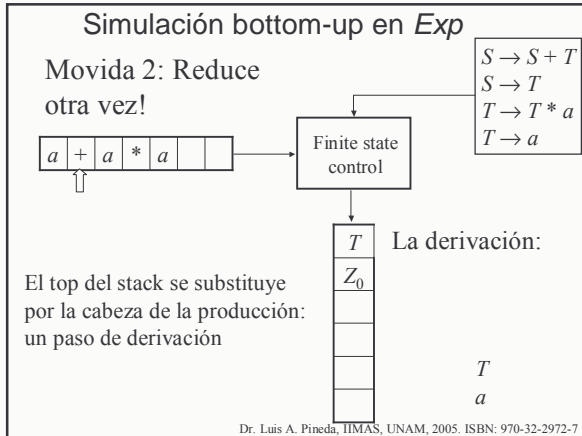 Simulación bottom-up en Exp
Movida 2: Reduce
otra vez!
S → S + T
S → T
T → T * a
T → a
a + a * a
Finite state
control
T
Z₀
La derivación:
El top del stack se substituye
por la cabeza de la producción:
un paso de derivación
T
a
Dr. Luis A. Pineda, IIMAS, UNAM, 2005. ISBN: 970-32-2972-7